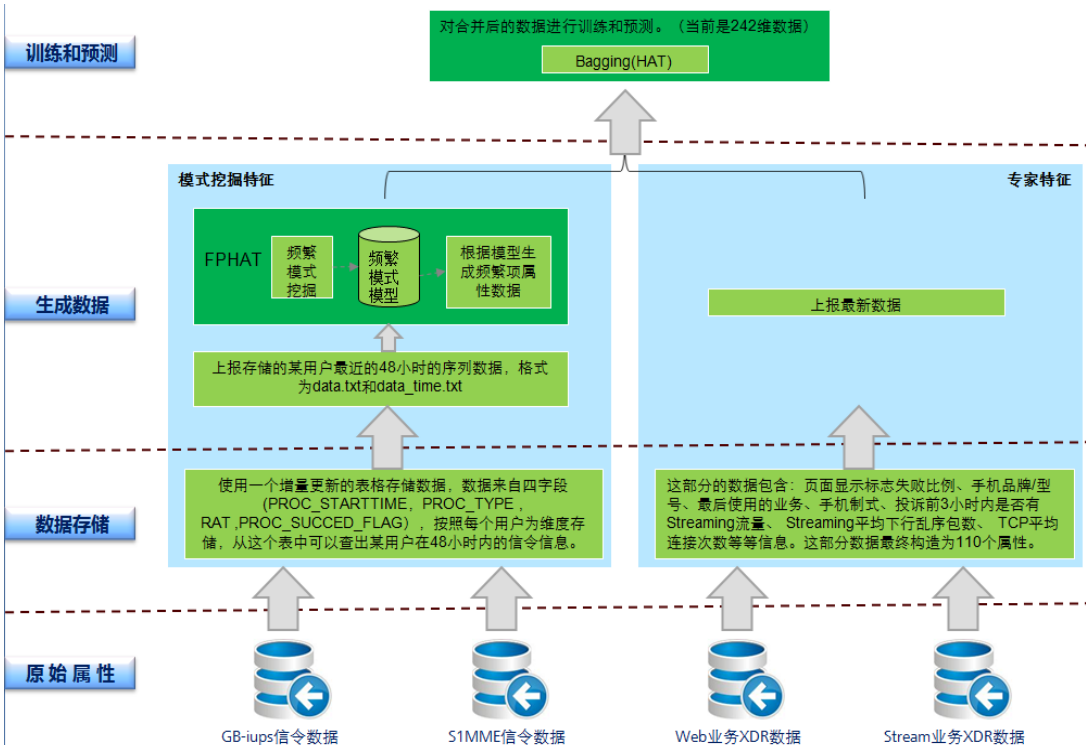 训练和预测
对合并后的数据进行训练和预测。（当前是242维数据）
Bagging(HAT)
模式挖掘特征
专家特征
生成数据
FPHAT
频繁
模式
挖掘
频繁
模式
模型
根据模型生
成频繁项属
性数据
上报最新数据
上报存储的某用户最近的48小时的序列数据，格式
为data.txt和data_time.txt
数据存储
使用一个增量更新的表格存储数据，数据来自四字段
(PROC_STARTTIME，PROC_TYPE，
RAT ,PROC_SUCCED_FLAG），按照每个用户为维度存
储，从这个表中可以查出某用户在48小时内的信令信息。
这部分的数据包含：页面显示标志失败比例、手机品牌/型
号、最后使用的业务、手机制式、投诉前3小时内是否有
Streaming流量、 Streaming平均下行乱序包数、 TCP平均
连接次数等等信息。这部分数据最终构造为110个属性。
原 始 属 性
GB-iups信令数据
S1MME信令数据
Web业务XDR数据
Stream业务XDR数据